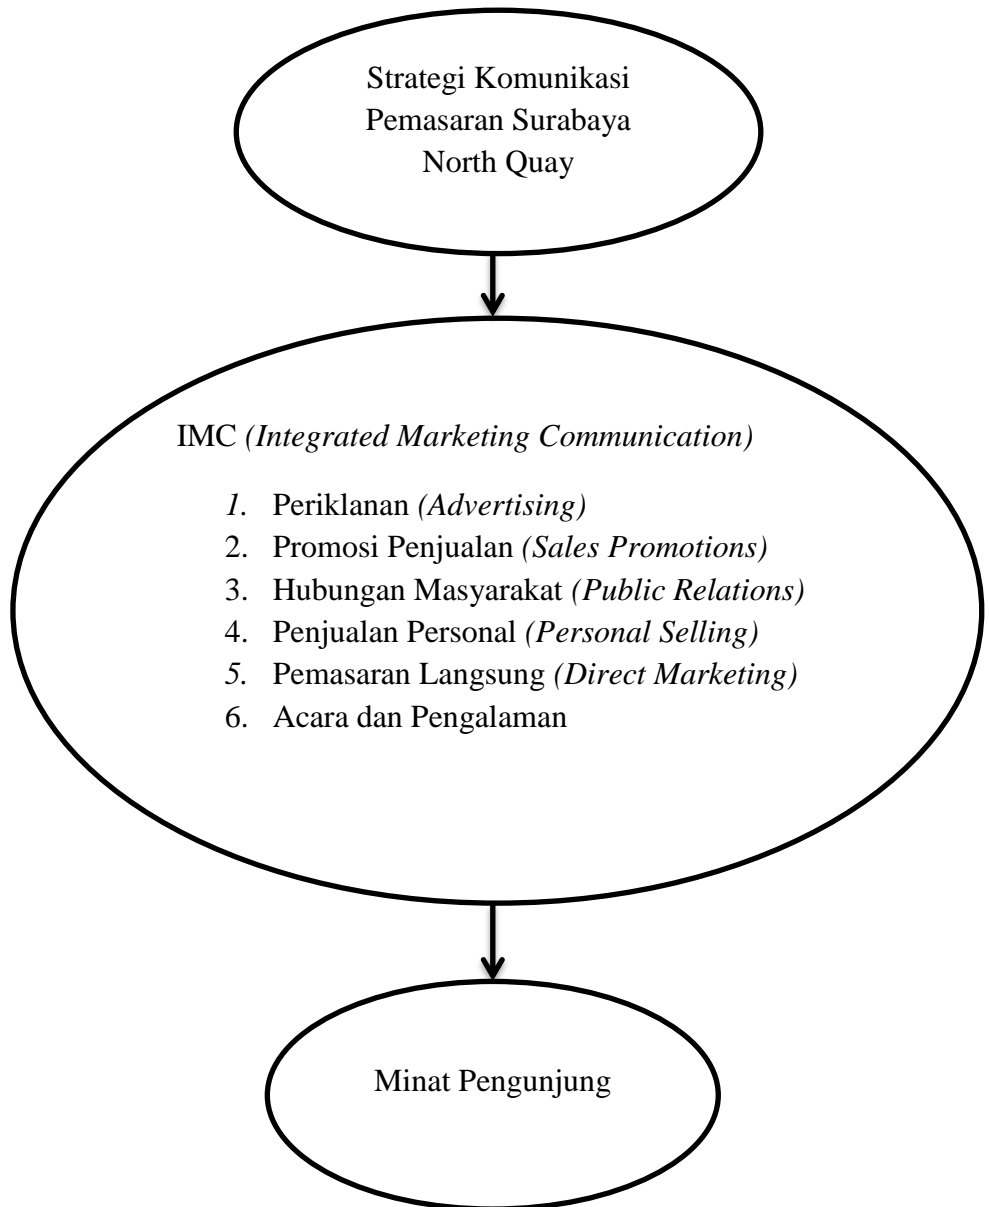 Strategi Komunikasi
Pemasaran Surabaya
North Quay
IMC (Integrated Marketing Communication)
1. Periklanan (Advertising)
2. Promosi Penjualan (Sales Promotions)
3. Hubungan Masyarakat (Public Relations)
4. Penjualan Personal (Personal Selling)
5. Pemasaran Langsung (Direct Marketing)
6. Acara dan Pengalaman
Minat Pengunjung